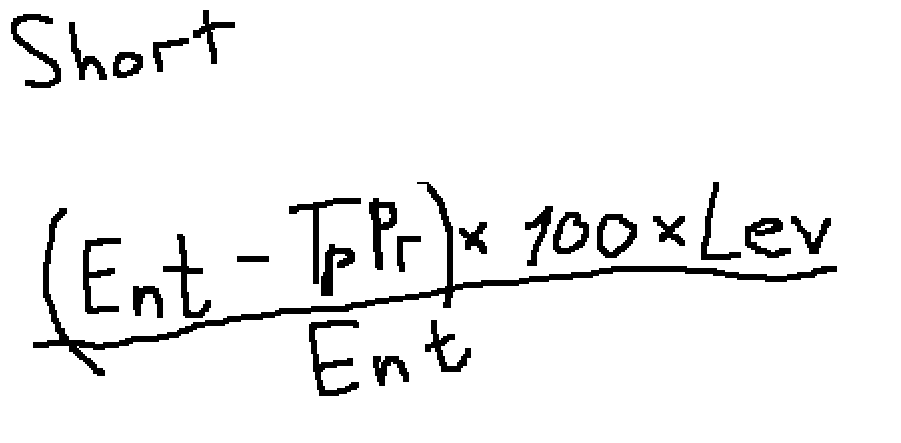 Short
(Ent - TpPr) × 100 × Lev
Ent